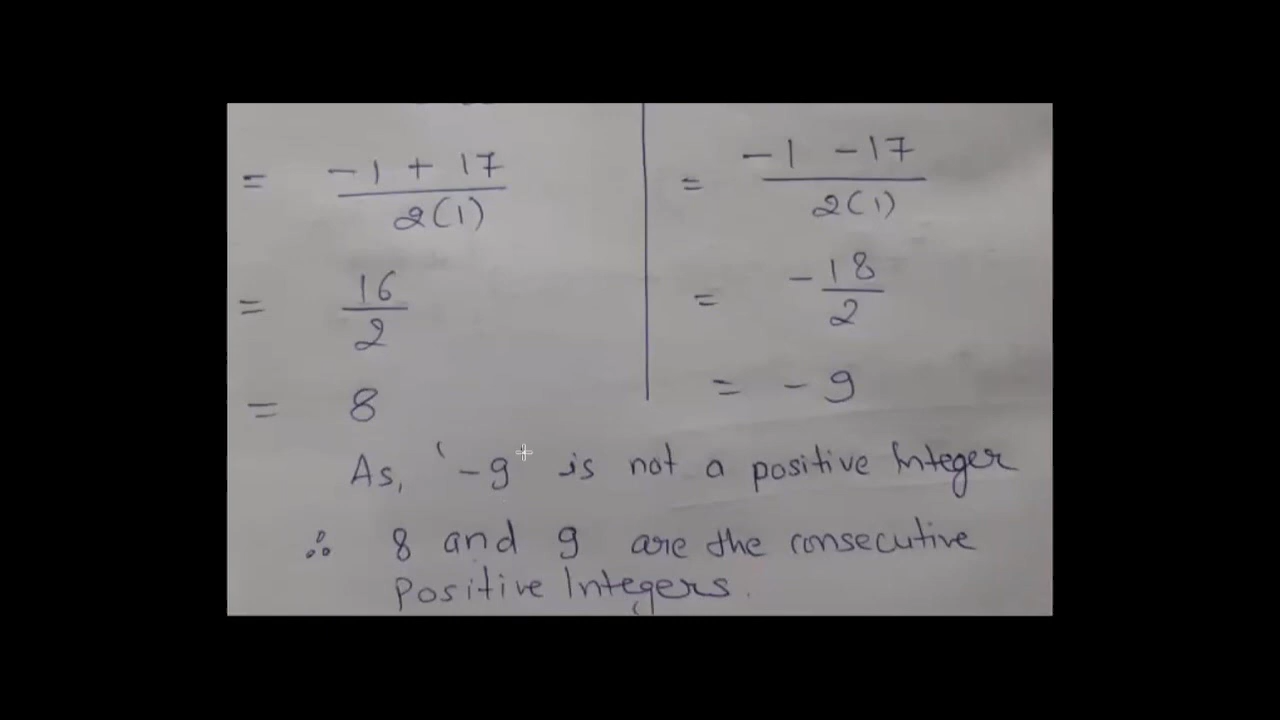 = -1 + 17 / 2(1)
= 16 / 2
= 8
= -1 -17 / 2(1)
= -18 / 2
= -9
As, '-9' is not a positive Integer
∴ 8 and 9 are the consecutive
Positive Integers.